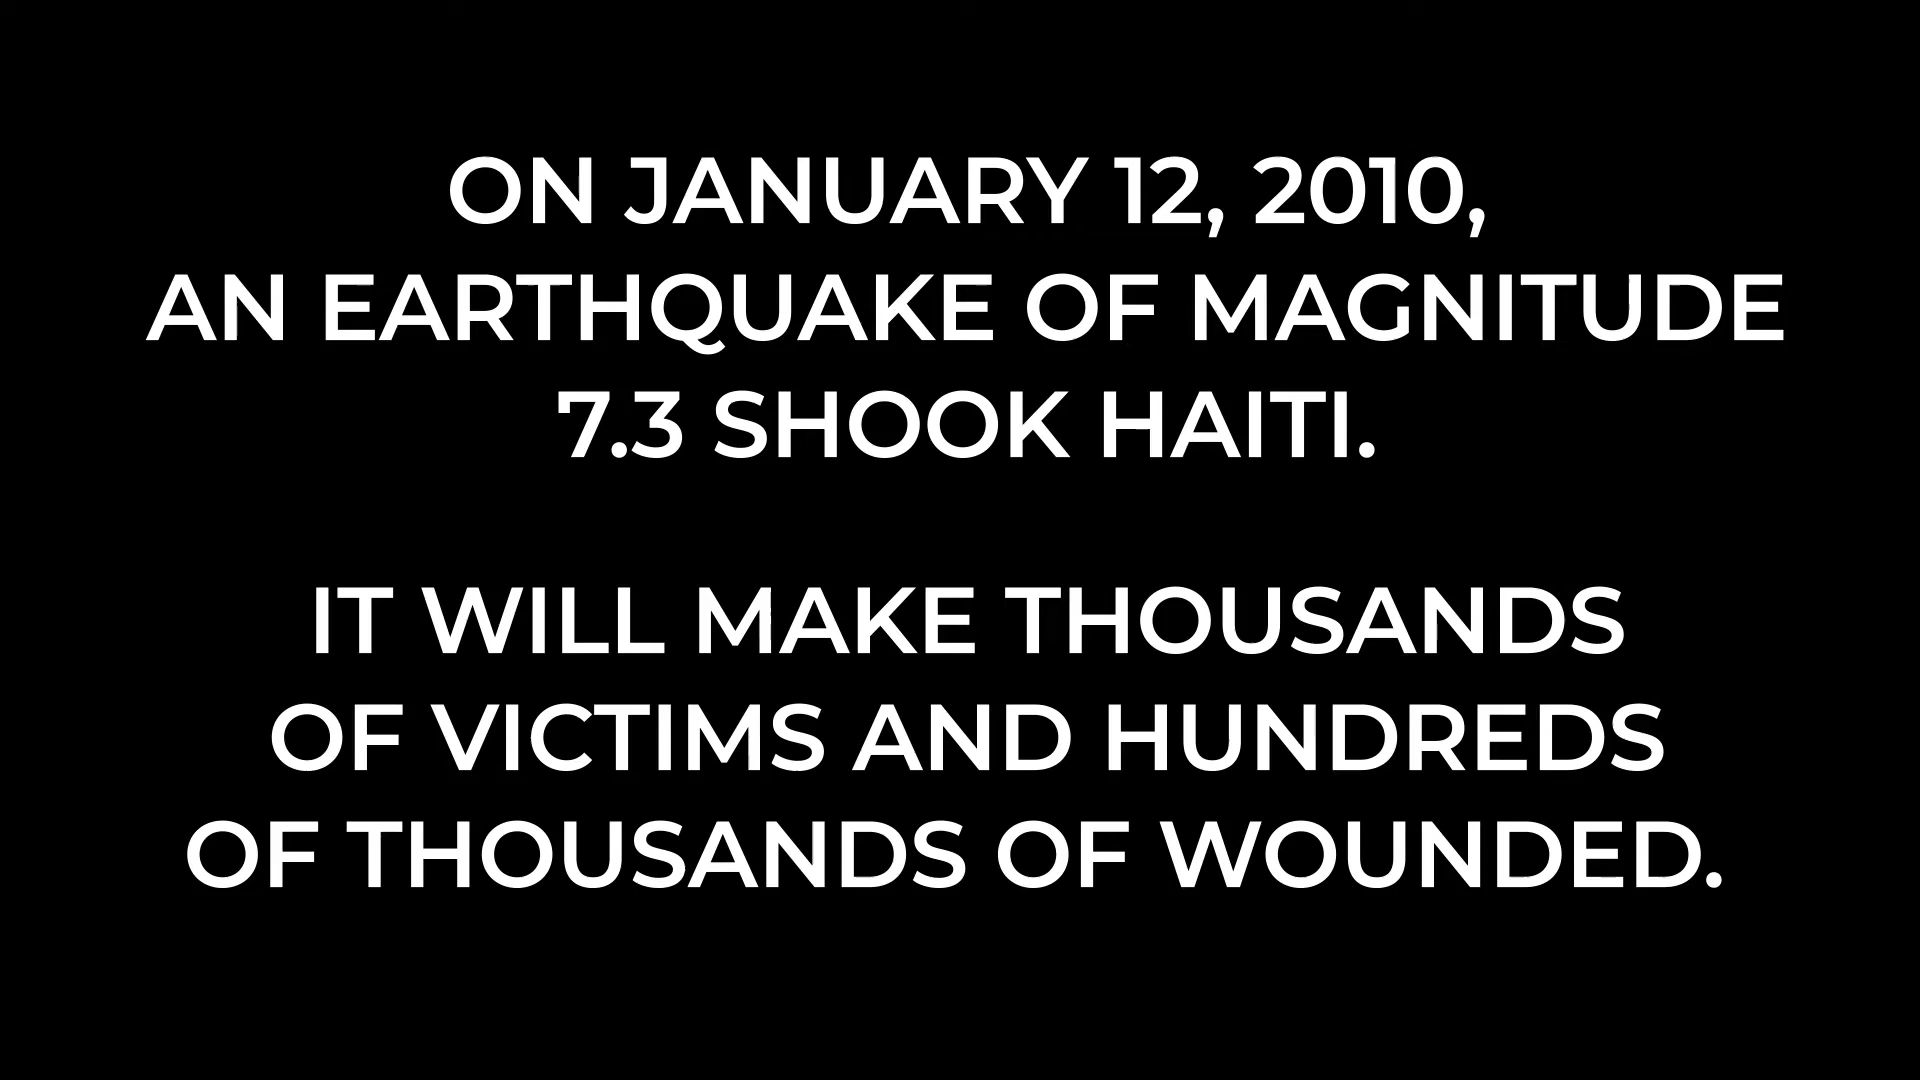 ON JANUARY 12, 2010,
AN EARTHQUAKE OF MAGNITUDE
7.3 SHOOK HAITI.
IT WILL MAKE THOUSANDS
OF VICTIMS AND HUNDREDS
OF THOUSANDS OF WOUNDED.